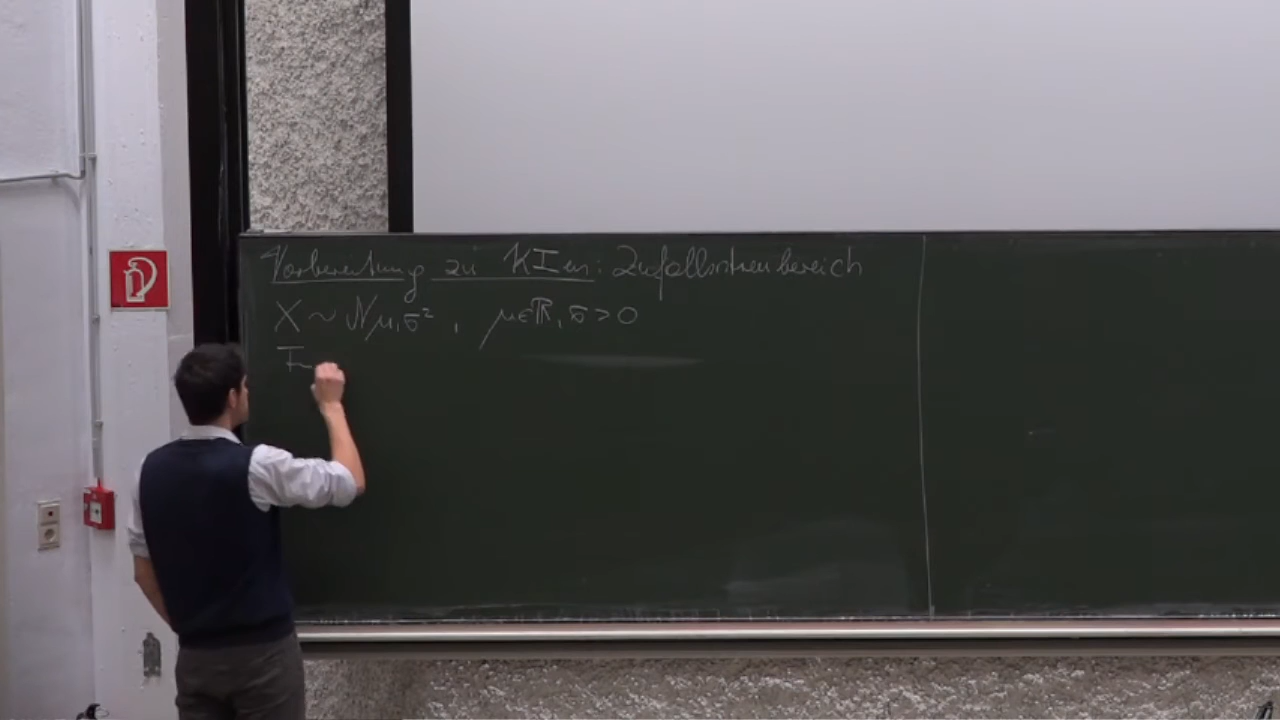 Vorbereitung zu KIen: Zufallsstreubereich
X ~ N μ,σ² , μ∈ℝ, σ>0